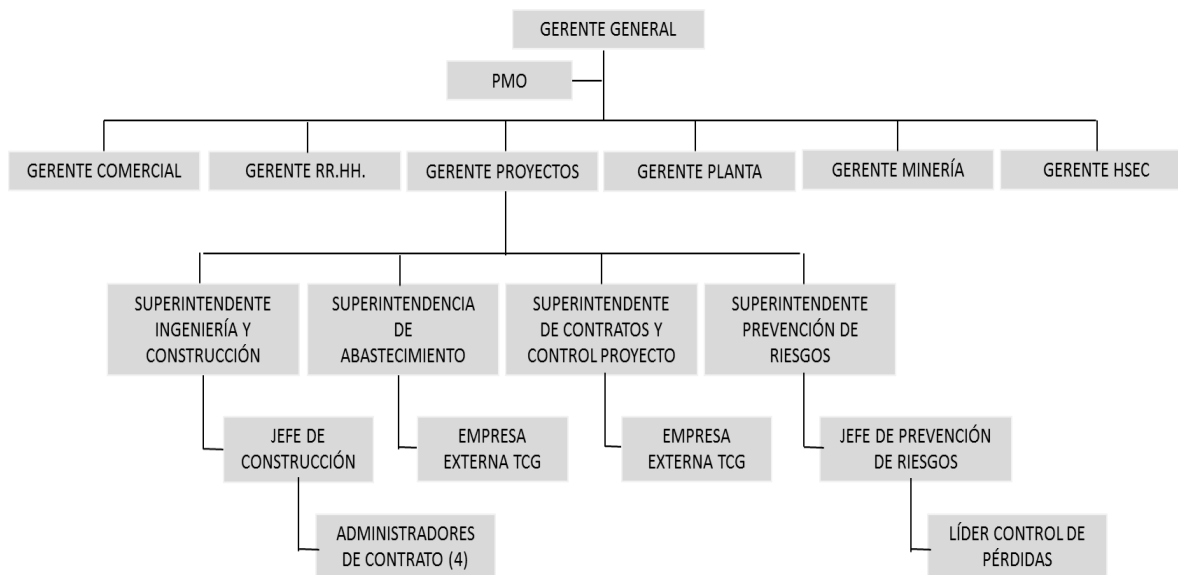 GERENTE GENERAL
PMO
GERENTE COMERCIAL
GERENTE RR.HH.
GERENTE PROYECTOS
GERENTE PLANTA
GERENTE MINERÍA
GERENTE HSEC
SUPERINTENDENTE
INGENIERÍA Y
CONSTRUCCIÓN
SUPERINTENDENCIA
DE
ABASTECIMIENTO
SUPERINTENDENTE
DE CONTRATOS Y
CONTROL PROYECTO
SUPERINTENDENTE
PREVENCIÓN DE
RIESGOS
JEFE DE
CONSTRUCCIÓN
EMPRESA
EXTERNA TCG
EMPRESA
EXTERNA TCG
JEFE DE PREVENCIÓN
DE RIESGOS
ADMINISTRADORES
DE CONTRATO (4)
LÍDER CONTROL DE
PÉRDIDAS